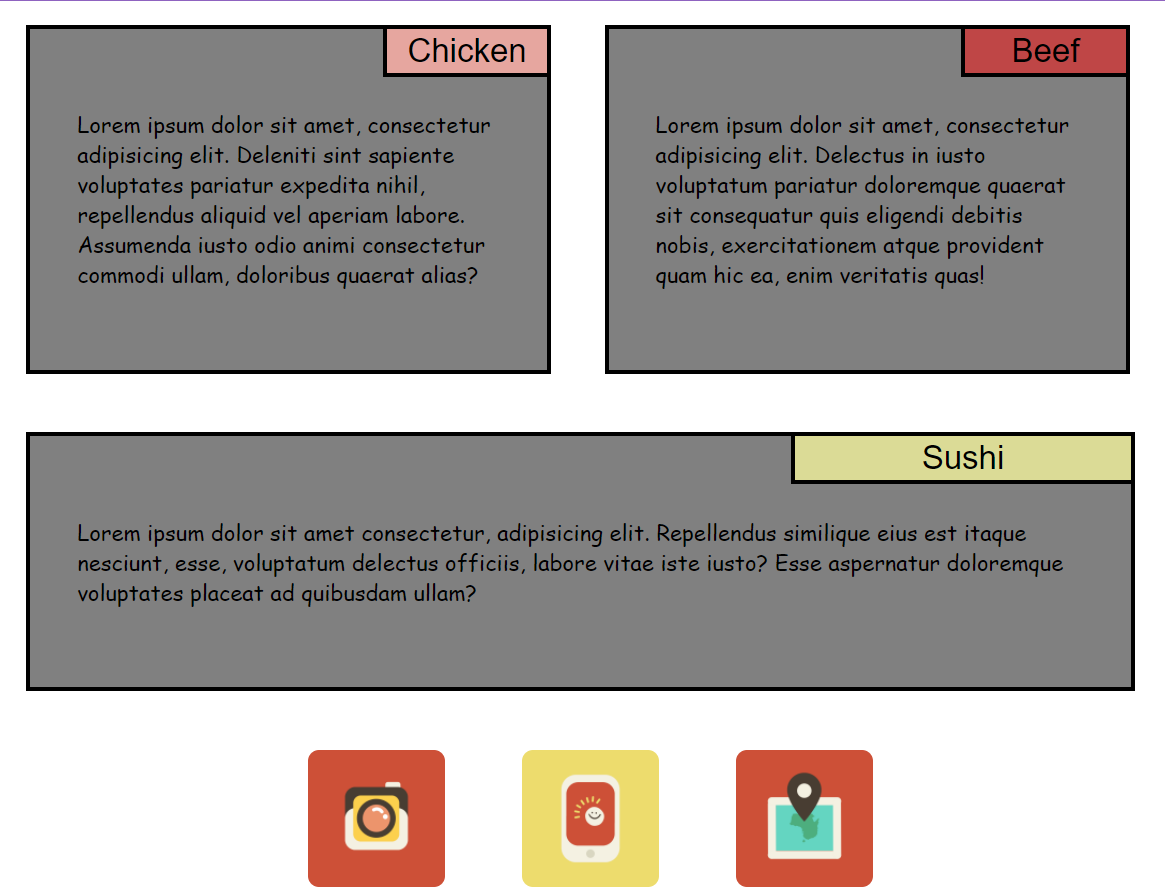 Chicken
Lorem ipsum dolor sit amet, consectetur
adipisicing elit. Deleniti sint sapiente
voluptates pariatur expedita nihil,
repellendus aliquid vel aperiam labore.
Assumenda iusto odio animi consectetur
commodi ullam, doloribus quaerat alias?
Beef
Lorem ipsum dolor sit amet, consectetur
adipisicing elit. Delectus in iusto
voluptatum pariatur doloremque quaerat
sit consequatur quis eligendi debitis
nobis, exercitationem atque provident
quam hic ea, enim veritatis quas!
Sushi
Lorem ipsum dolor sit amet consectetur, adipisicing elit. Repellendus similique eius est itaque
nesciunt, esse, voluptatum delectus officiis, labore vitae iste iusto? Esse aspernatur doloremque
voluptates placeat ad quibusdam ullam?